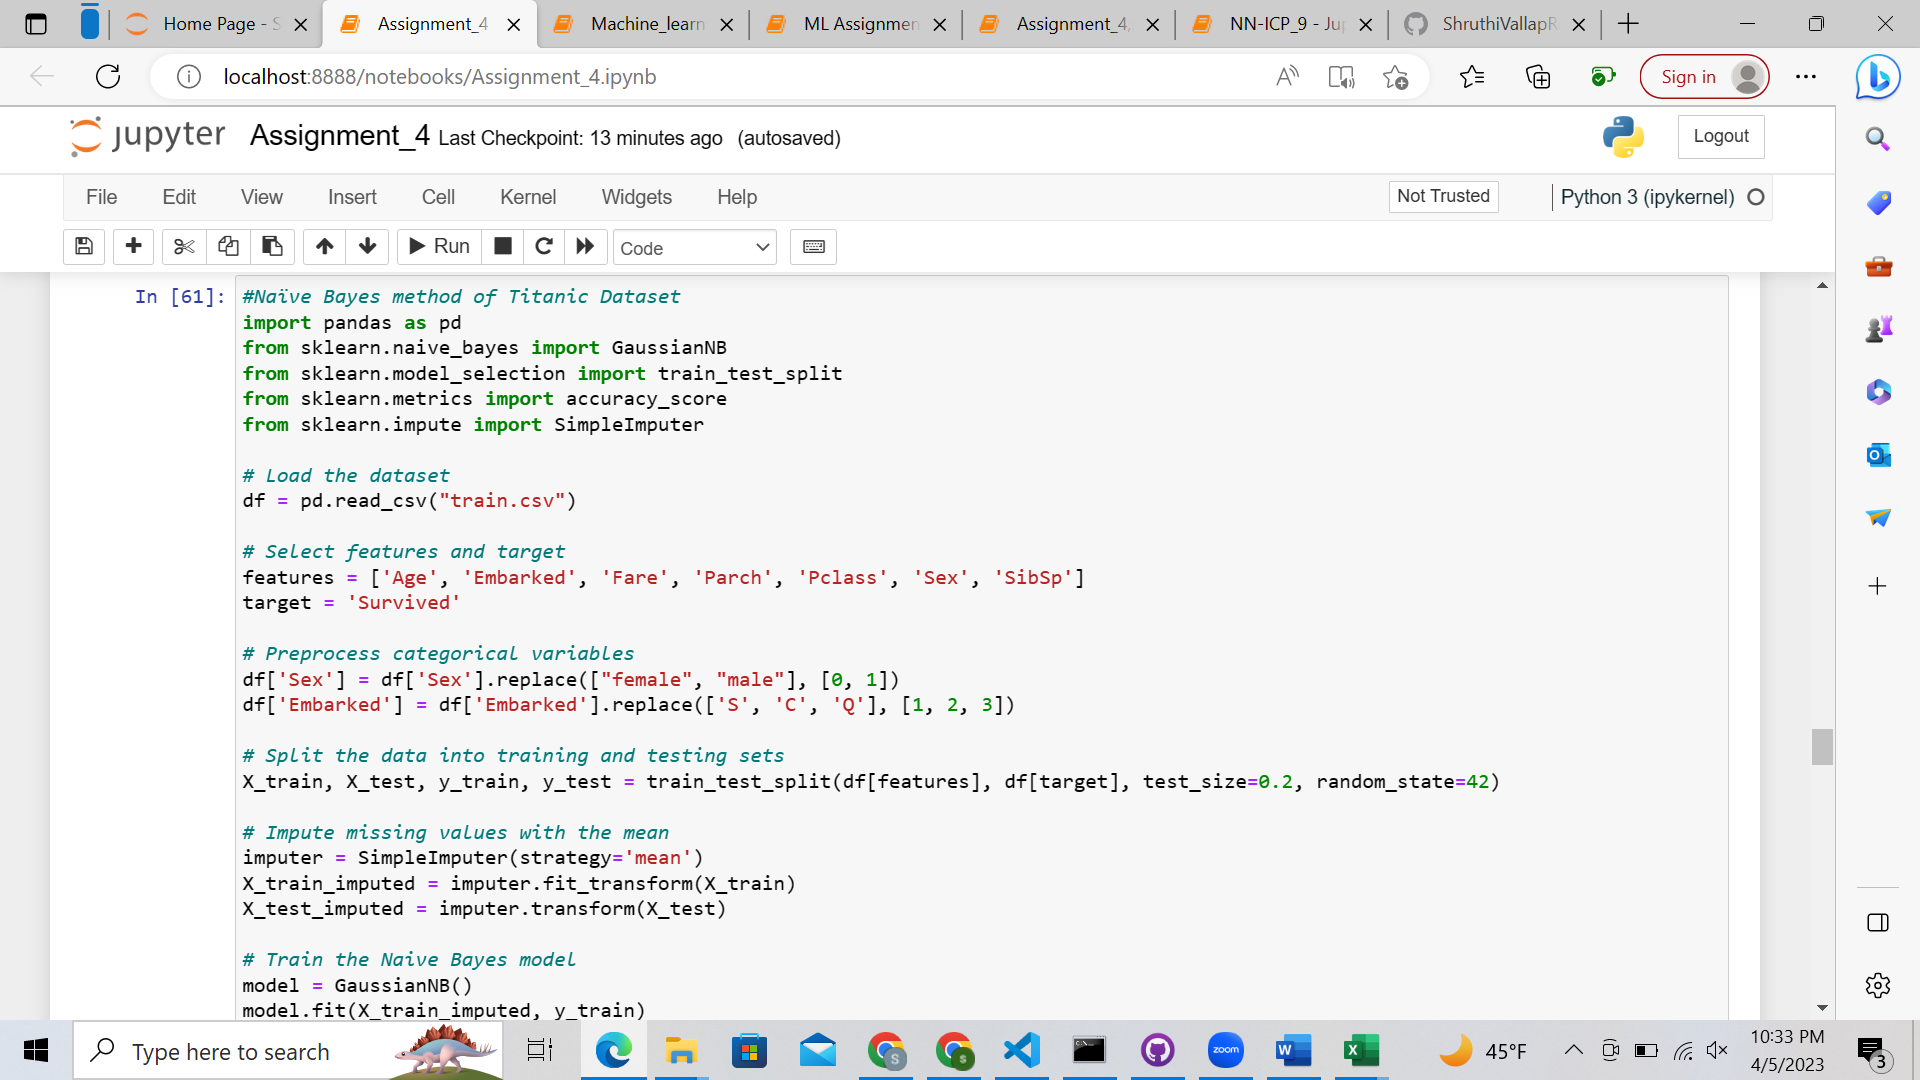 Home Page - S
Assignment_4
Machine_learn
ML Assignmen
Assignment_4
NN-ICP_9 - Ju
ShruthiVallapR
localhost:8888/notebooks/Assignment_4.ipynb
Sign in
jupyter Assignment_4 Last Checkpoint: 13 minutes ago (autosaved)
Logout
File Edit View Insert Cell Kernel Widgets Help
Not Trusted
Python 3 (ipykernel)
Run
Code
In [61]:
#Naïve Bayes method of Titanic Dataset
import pandas as pd
from sklearn.naive_bayes import GaussianNB
from sklearn.model_selection import train_test_split
from sklearn.metrics import accuracy_score
from sklearn.impute import SimpleImputer
# Load the dataset
df = pd.read_csv("train.csv")
# Select features and target
features = ['Age', 'Embarked', 'Fare', 'Parch', 'Pclass', 'Sex', 'SibSp']
target = 'Survived'
# Preprocess categorical variables
df['Sex'] = df['Sex'].replace(["female", "male"], [0, 1])
df['Embarked'] = df['Embarked'].replace(['S', 'C', 'Q'], [1, 2, 3])
# Split the data into training and testing sets
X_train, X_test, y_train, y_test = train_test_split(df[features], df[target], test_size=0.2, random_state=42)
# Impute missing values with the mean
imputer = SimpleImputer(strategy='mean')
X_train_imputed = imputer.fit_transform(X_train)
X_test_imputed = imputer.transform(X_test)
# Train the Naive Bayes model
model = GaussianNB()
model.fit(X_train_imputed, y_train)
Type here to search
zoom
45°F
10:33 PM
4/5/2023
3